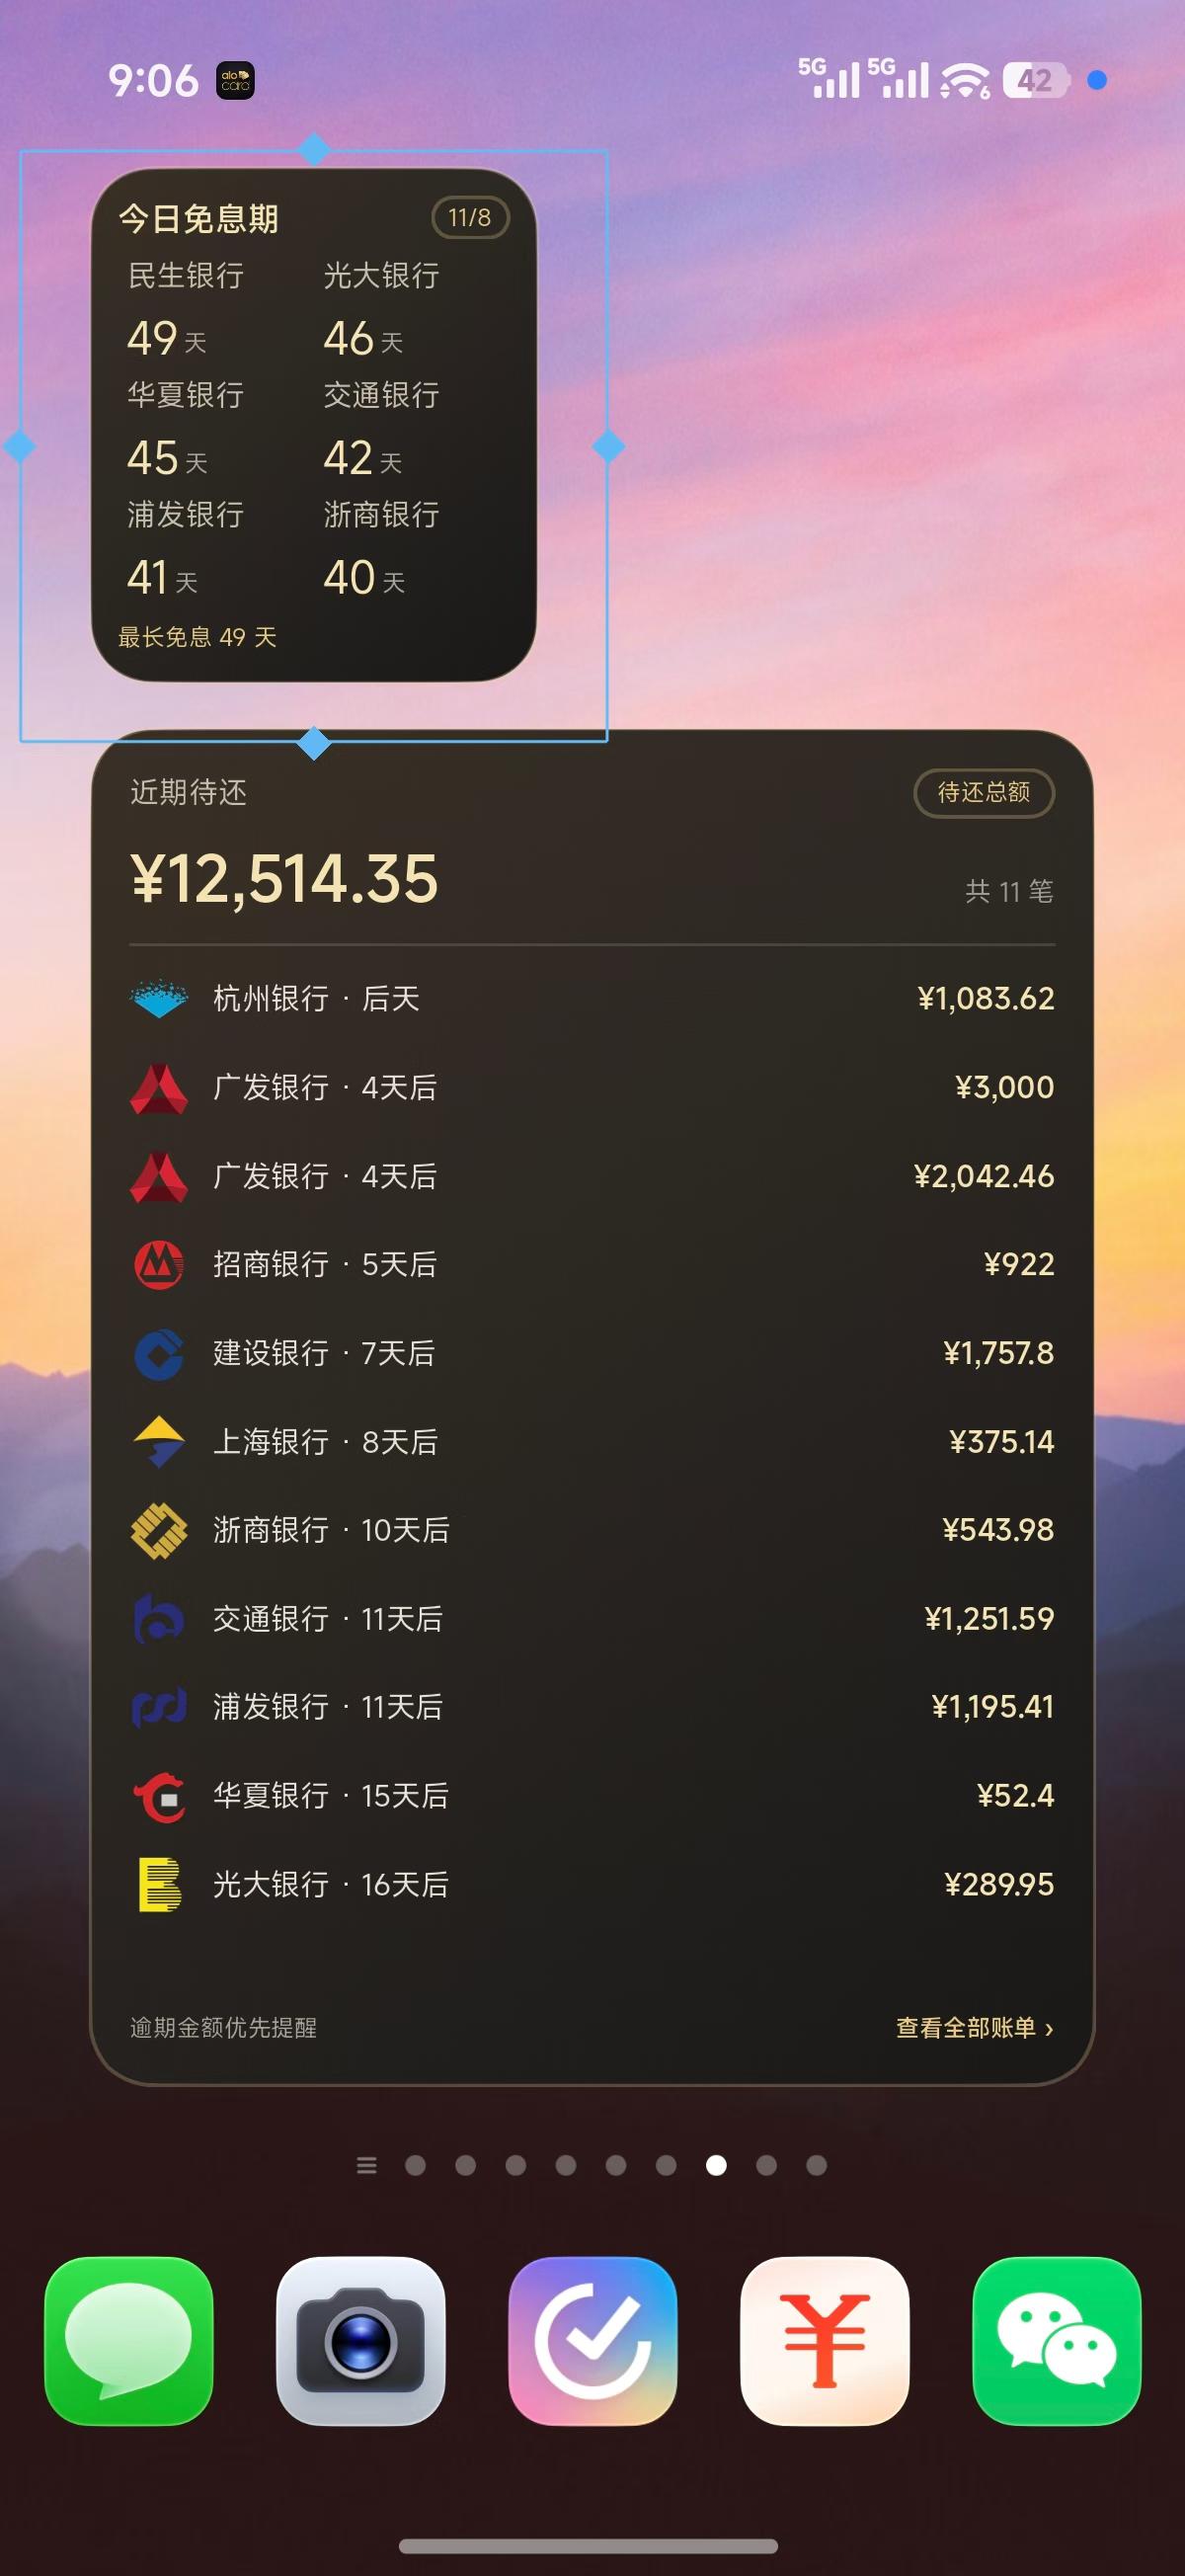 9:06
alo card
5G 5G 6 42
今日免息期 11/8
民生银行 光大银行
49 天 46 天
华夏银行 交通银行
45 天 42 天
浦发银行 浙商银行
41 天 40 天
最长免息 49 天
近期待还 待还总额
¥12,514.35 共 11 笔
杭州银行 · 后天 ¥1,083.62
广发银行 · 4天后 ¥3,000
广发银行 · 4天后 ¥2,042.46
招商银行 · 5天后 ¥922
建设银行 · 7天后 ¥1,757.8
上海银行 · 8天后 ¥375.14
浙商银行 · 10天后 ¥543.98
交通银行 · 11天后 ¥1,251.59
浦发银行 · 11天后 ¥1,195.41
华夏银行 · 15天后 ¥52.4
光大银行 · 16天后 ¥289.95
逾期金额优先提醒 查看全部账单 ›
¥